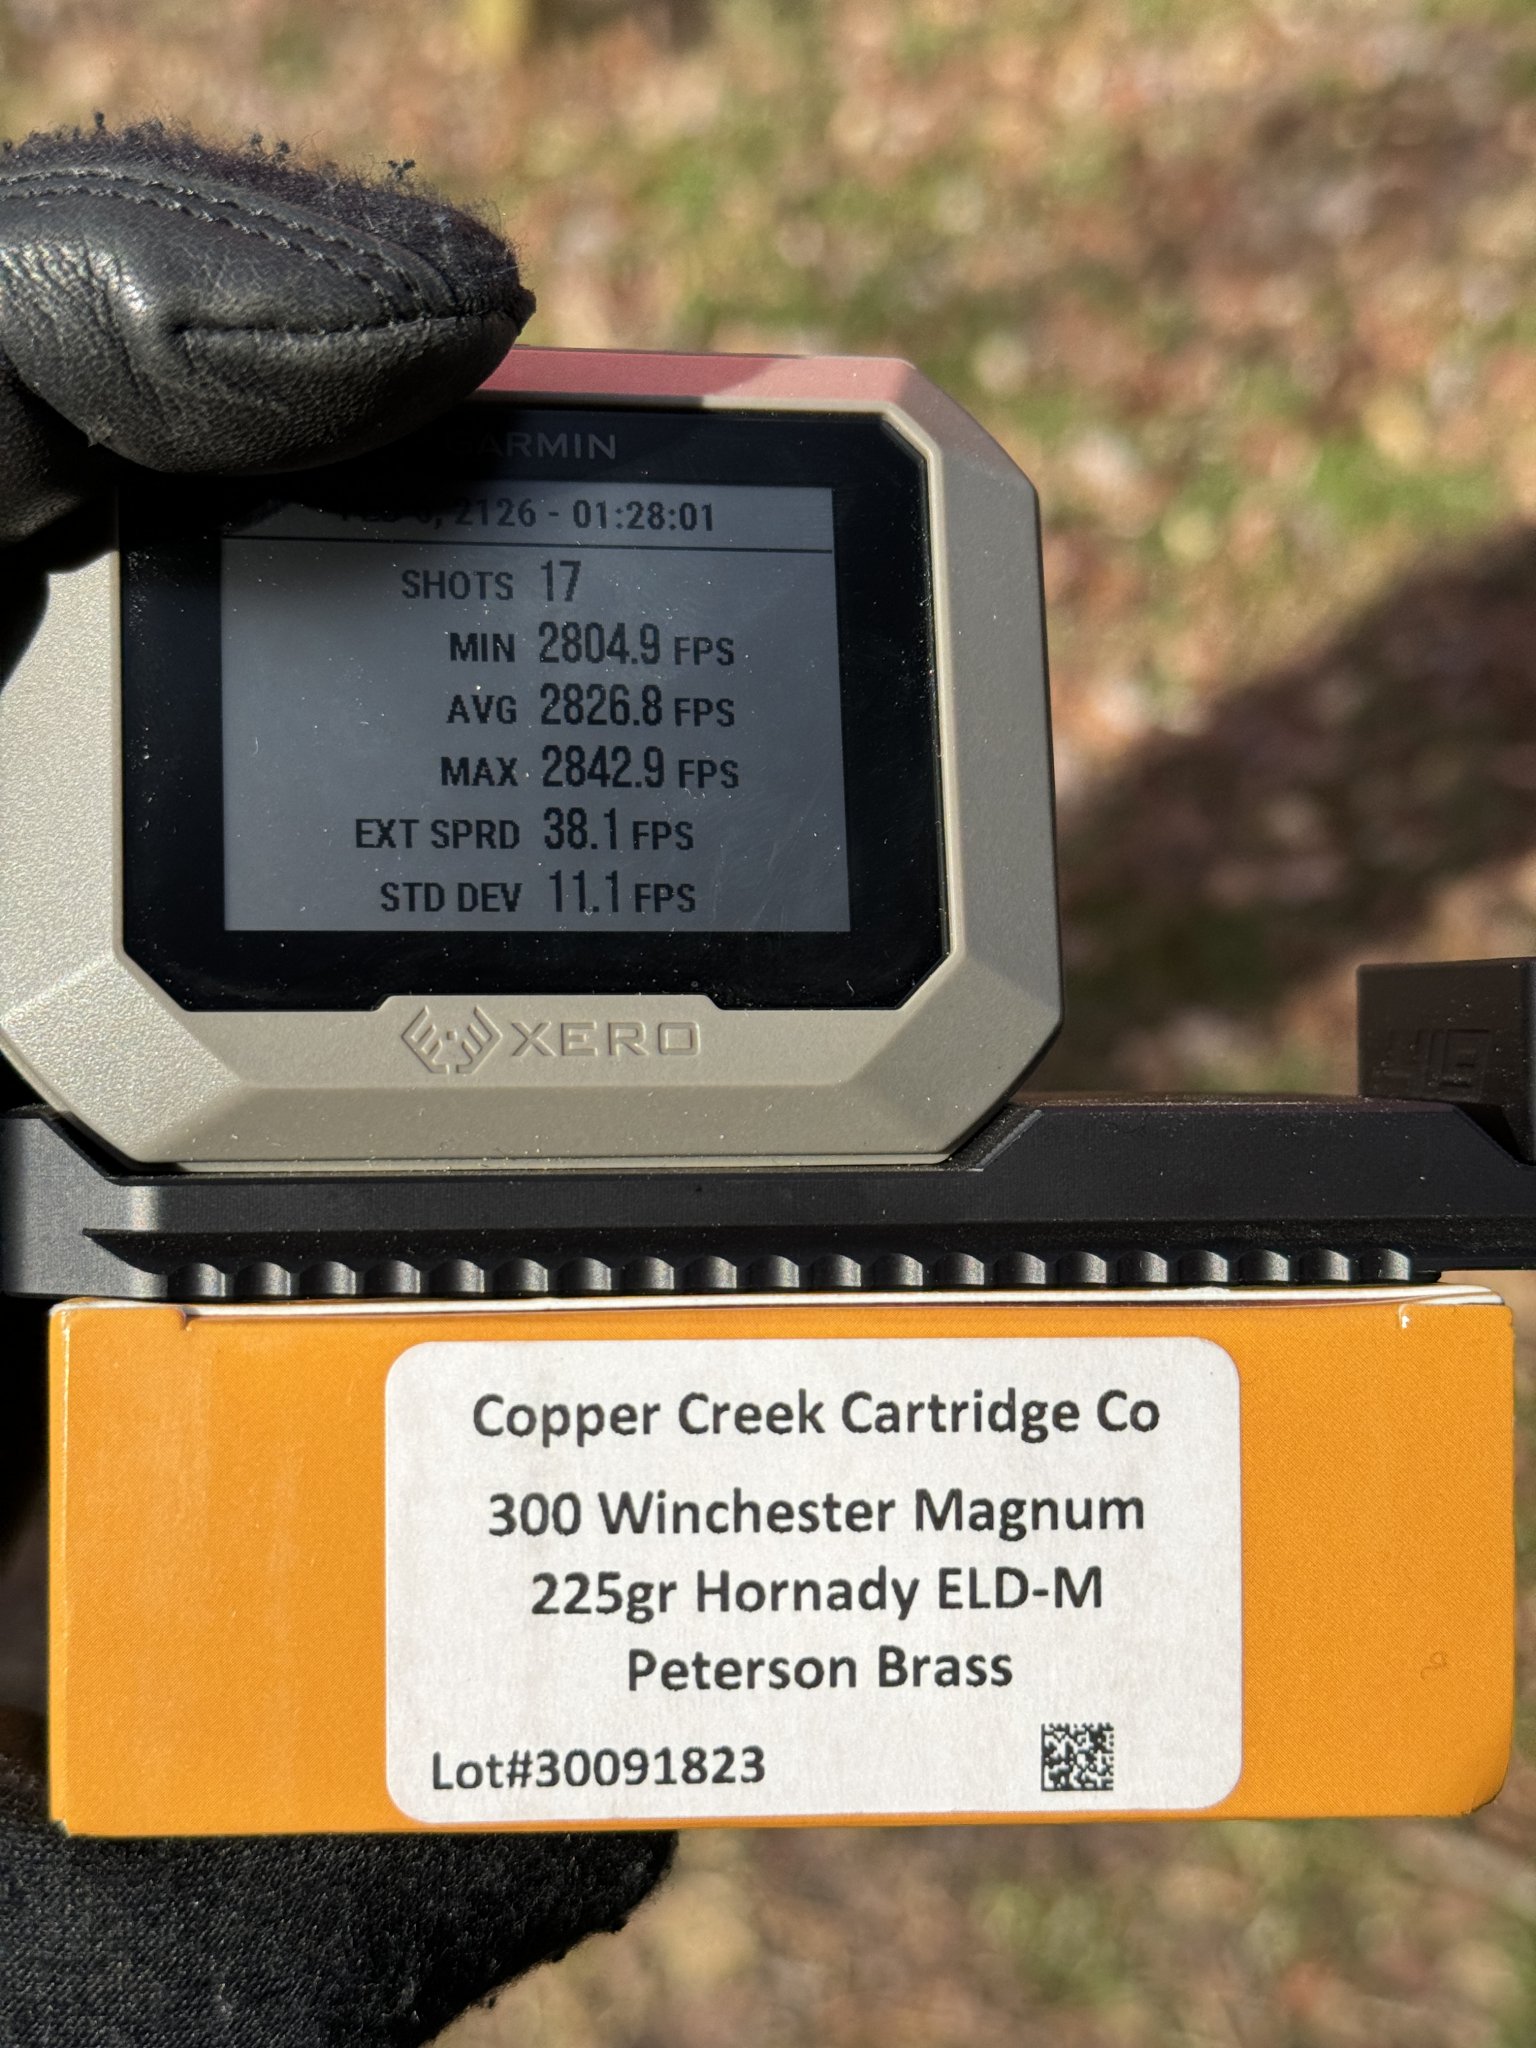 GARMIN
2126 - 01:28:01
SHOTS 17
MIN 2804.9 FPS
AVG 2826.8 FPS
MAX 2842.9 FPS
EXT SPRD 38.1 FPS
STD DEV 11.1 FPS
XERO
Copper Creek Cartridge Co
300 Winchester Magnum
225gr Hornady ELD-M
Peterson Brass
Lot#30091823